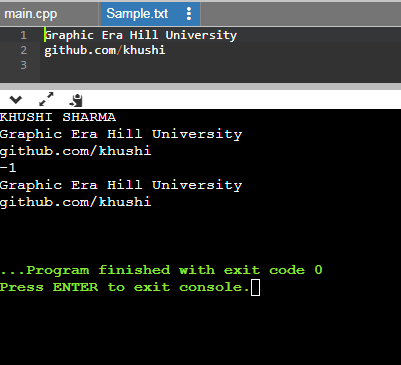 main.cpp
Sample.txt
1 Graphic Era Hill University
2 github.com/khushi
3
KHUSHI SHARMA
Graphic Era Hill University
github.com/khushi
-1
Graphic Era Hill University
github.com/khushi
...Program finished with exit code 0
Press ENTER to exit console.